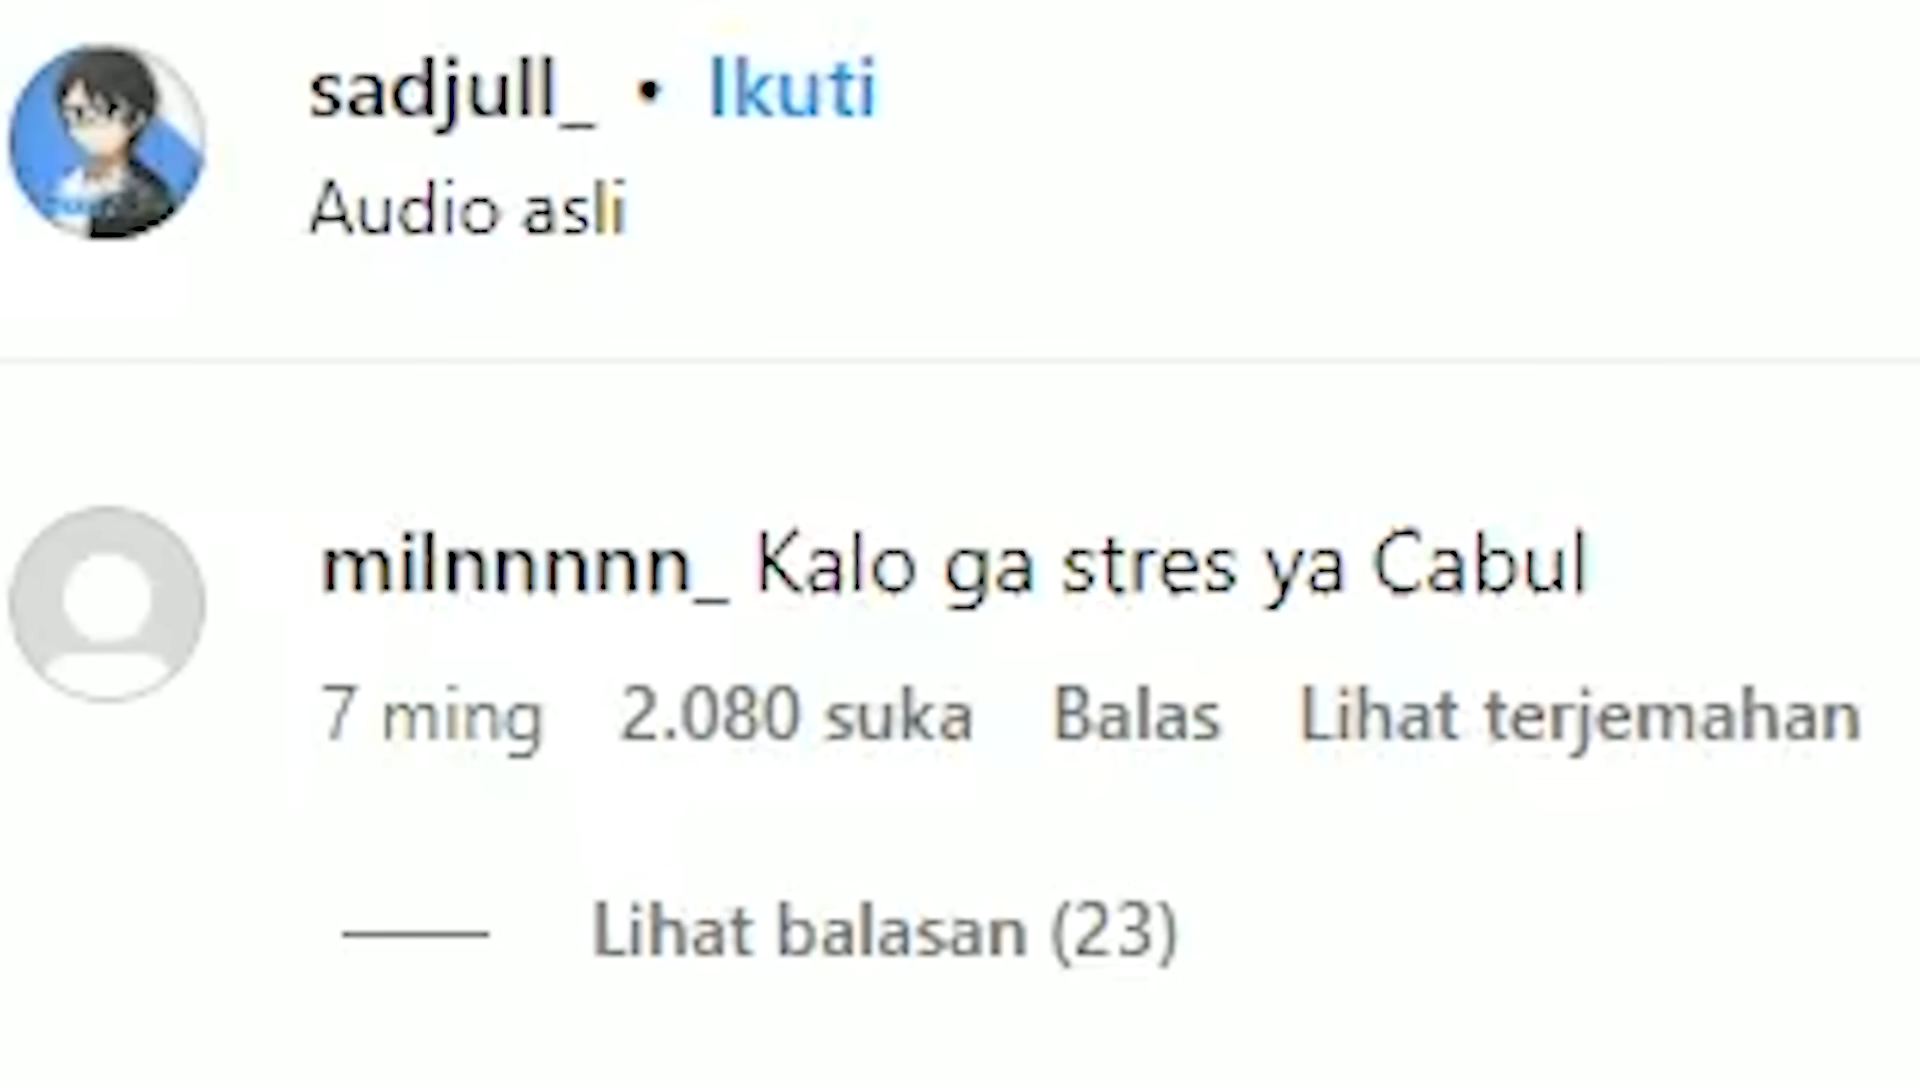 sadjull_ • Ikuti
Audio asli
milnnnnn_ Kalo ga stres ya Cabul
7 ming 2.080 suka Balas Lihat terjemahan
Lihat balasan (23)